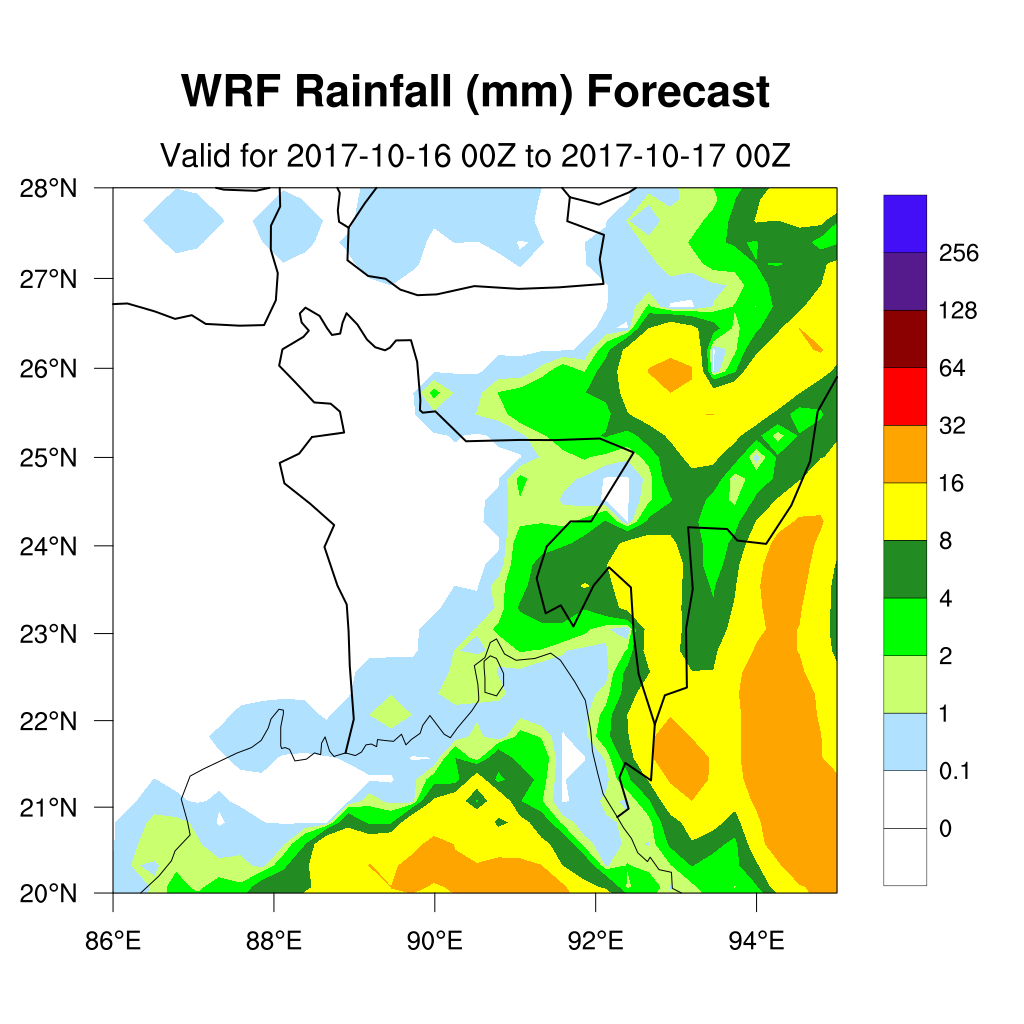 WRF Rainfall (mm) Forecast
Valid for 2017-10-16 00Z to 2017-10-17 00Z
28°N
27°N
26°N
25°N
24°N
23°N
22°N
21°N
20°N
86°E
88°E
90°E
92°E
94°E
256
128
64
32
16
8
4
2
1
0.1
0